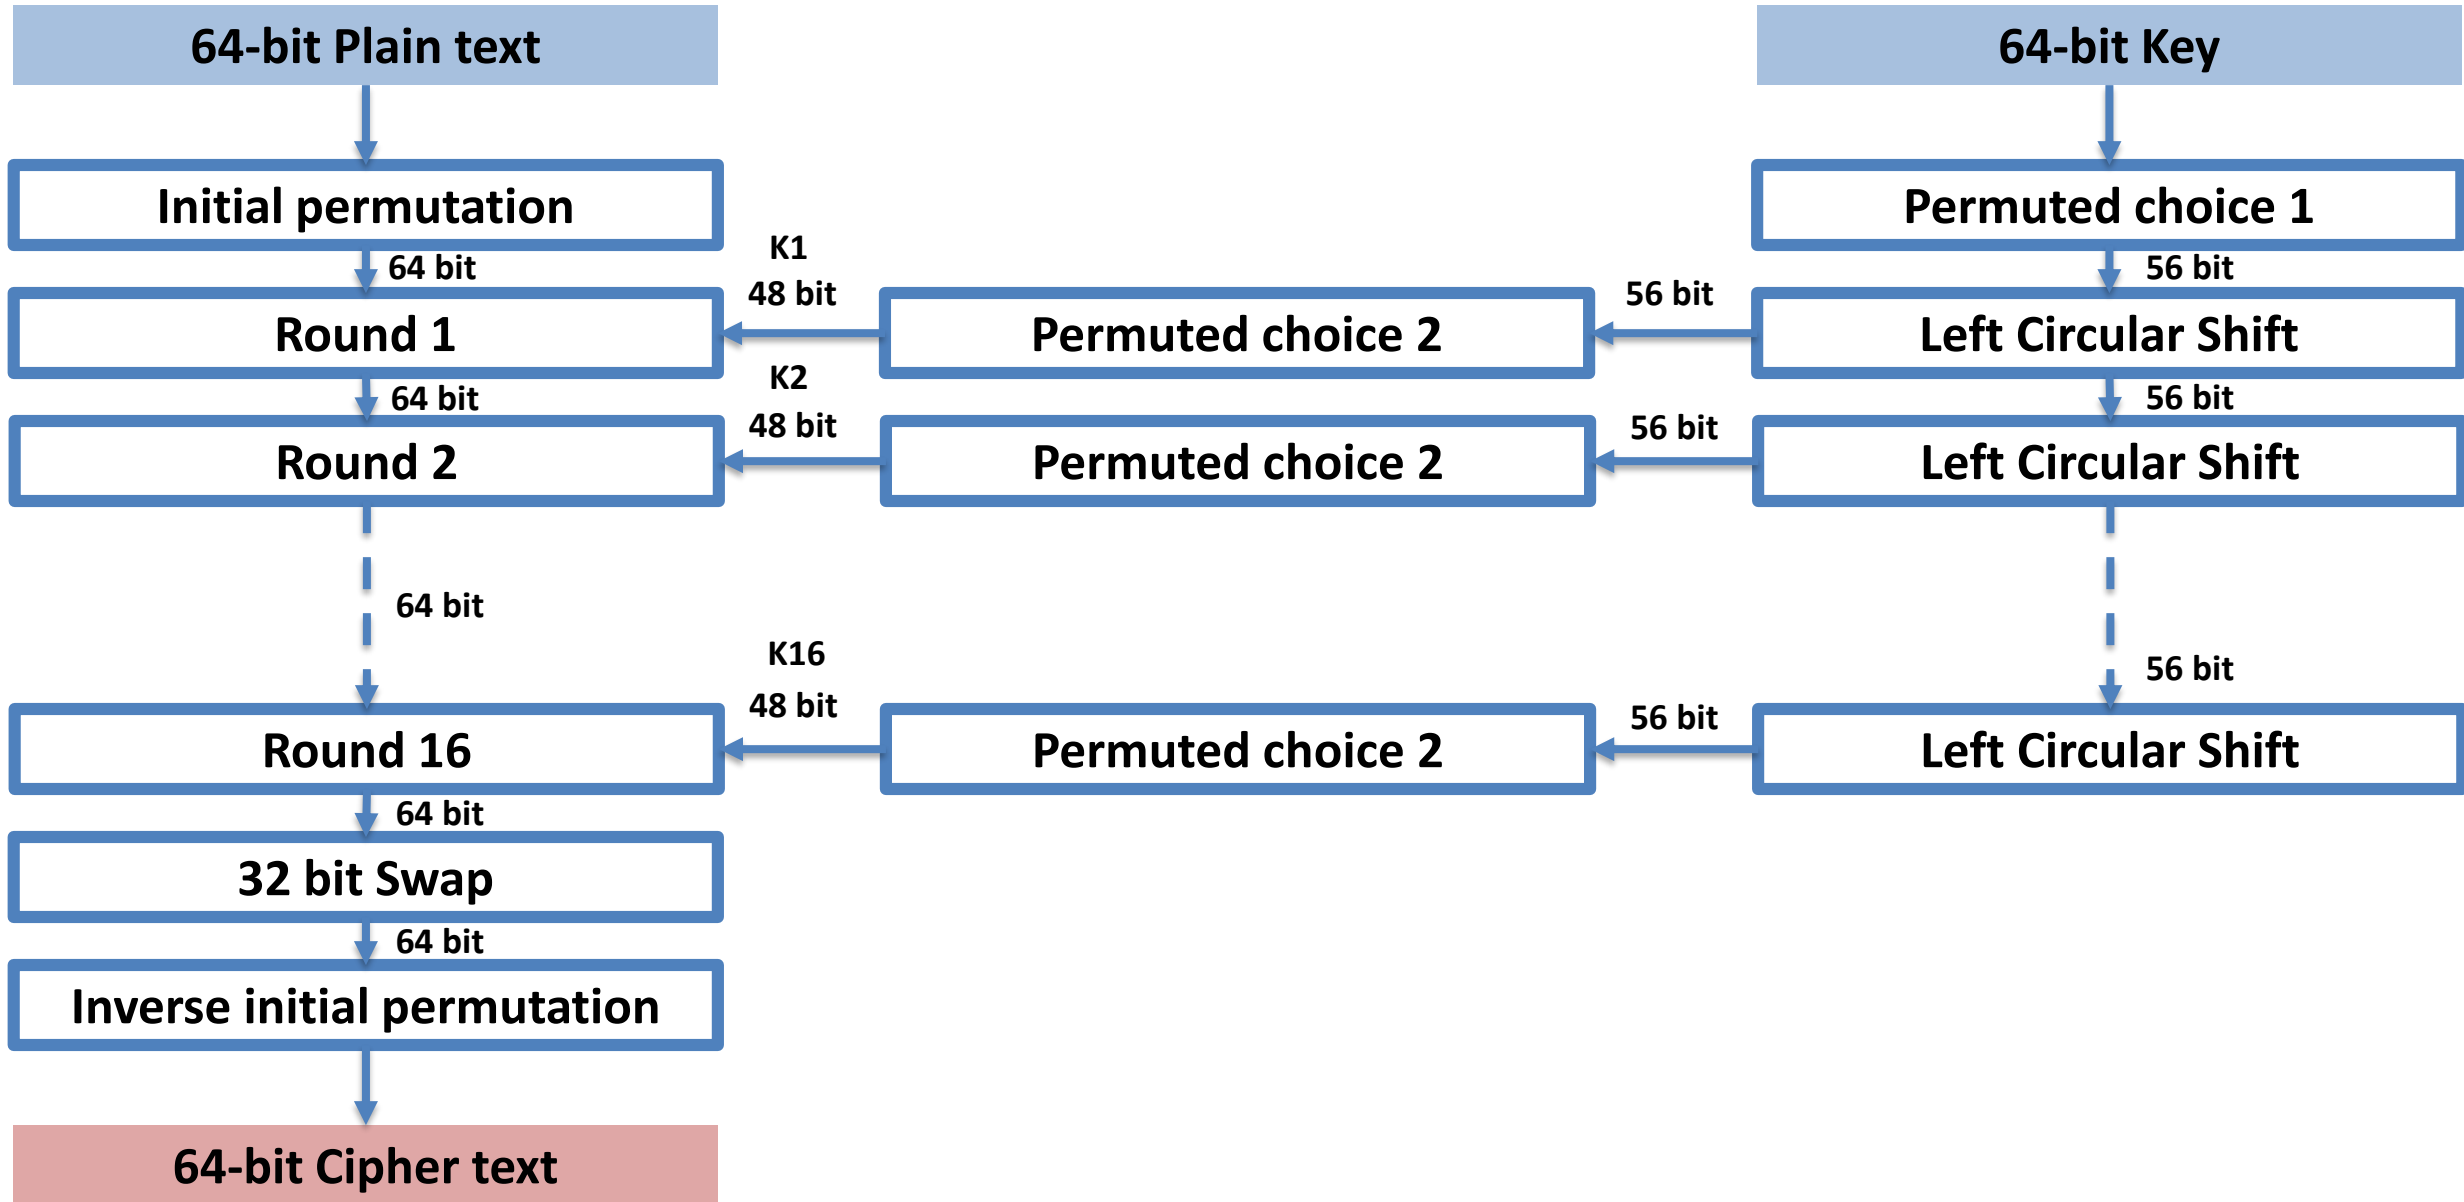 64-bit Plain text
64-bit Key
Initial permutation
Permuted choice 1
K1
64 bit
56 bit
48 bit
56 bit
Round 1
Permuted choice 2
Left Circular Shift
K2
64 bit
56 bit
48 bit
56 bit
Round 2
Permuted choice 2
Left Circular Shift
64 bit
K16
56 bit
48 bit
56 bit
Round 16
Permuted choice 2
Left Circular Shift
64 bit
32 bit Swap
64 bit
Inverse initial permutation
64-bit Cipher text